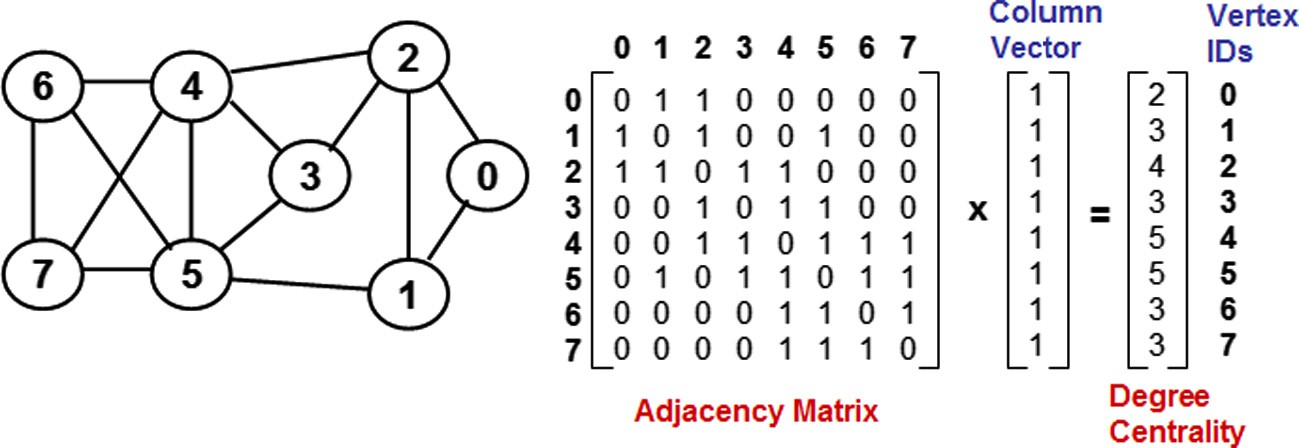 6
4
2
3
0
7
5
1
0 1 2 3 4 5 6 7
0 0 1 1 0 0 0 0 0
1 1 0 1 0 0 1 0 0
2 1 1 0 1 1 0 0 0
3 0 0 1 0 1 1 0 0
4 0 0 1 1 0 1 1 1
5 0 1 0 1 1 0 1 1
6 0 0 0 0 1 1 0 1
7 0 0 0 0 1 1 1 0
Adjacency Matrix
x
Column
Vector
1
1
1
1
1
1
1
1
=
2
3
4
3
5
5
3
3
Degree
Centrality
Vertex
IDs
0
1
2
3
4
5
6
7